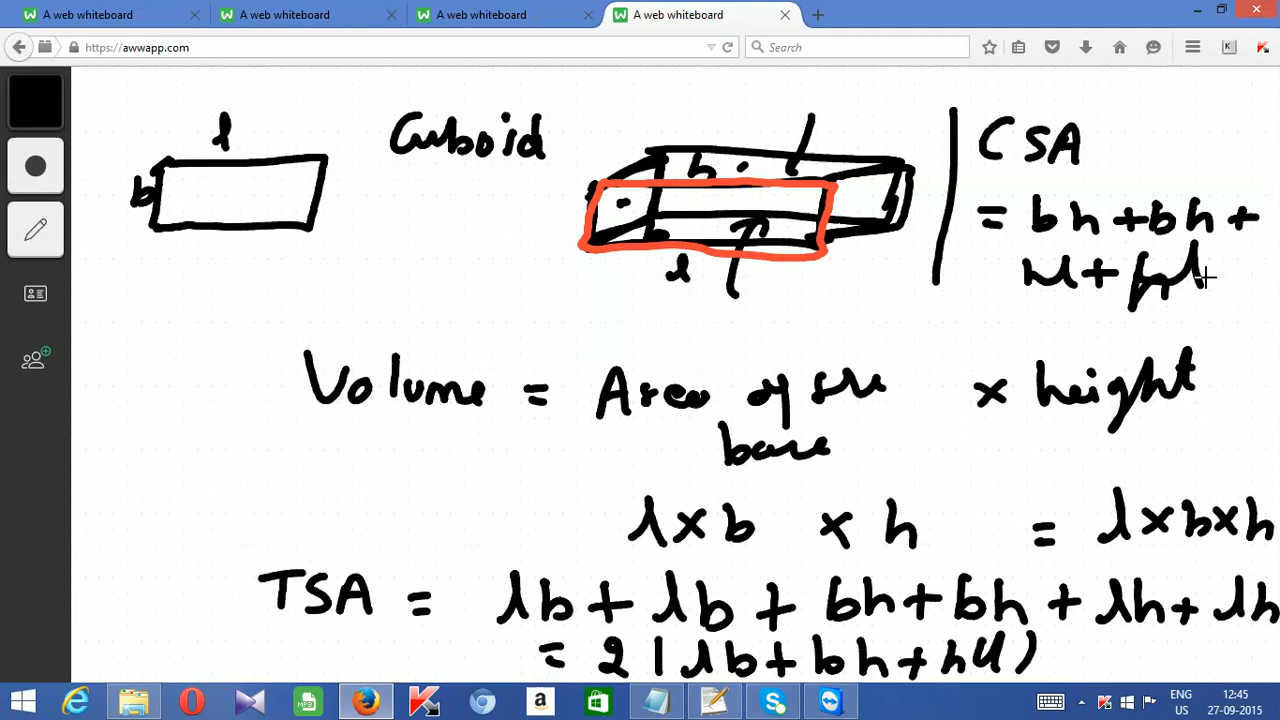 A web whiteboard
A web whiteboard
A web whiteboard
A web whiteboard
https://awwapp.com
Search
K
l
b
Cuboid
h
l
CSA
= bh + bh +
hl + hl
Volume = Area of the base × height
l × b × h = l × b × h
TSA = lb + lb + bh + bh + lh + lh
= 2(lb + bh + hl)
MP3
a
S
ENG
US
12:45
27-09-2015